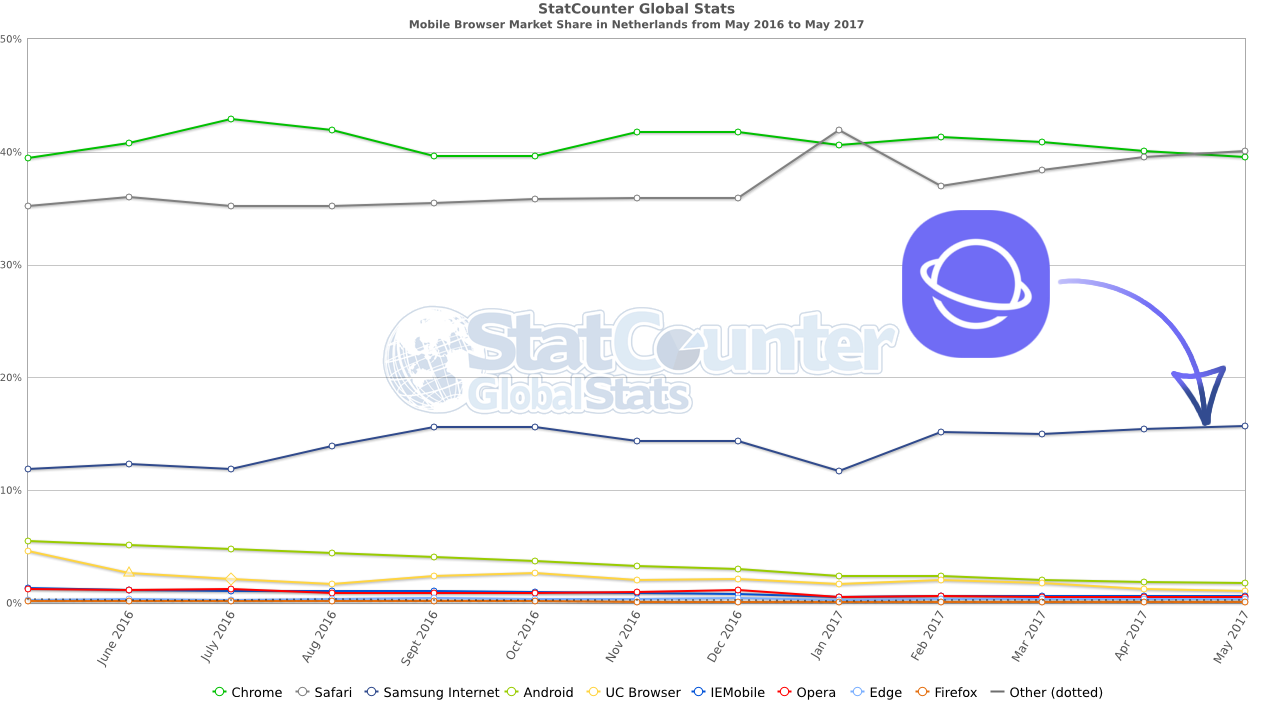 StatCounter Global Stats
Mobile Browser Market Share in Netherlands from May 2016 to May 2017
50%
40%
30%
20%
10%
0%
StatCounter
GlobalStats
June 2016
July 2016
Aug 2016
Sept 2016
Oct 2016
Nov 2016
Dec 2016
Jan 2017
Feb 2017
Mar 2017
Apr 2017
May 2017
Chrome Safari Samsung Internet Android UC Browser IEMobile Opera Edge Firefox Other (dotted)